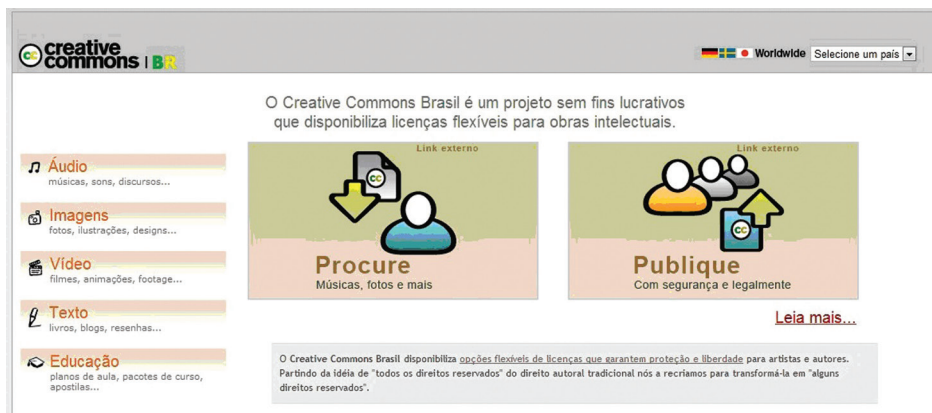 creative
commons | BR
Worldwide Selecione um país
O Creative Commons Brasil é um projeto sem fins lucrativos
que disponibiliza licenças flexíveis para obras intelectuais.
Áudio
músicas, sons, discursos...
Imagens
fotos, ilustrações, designs...
Vídeo
filmes, animações, footage...
Texto
livros, blogs, resenhas...
Educação
planos de aula, pacotes de curso,
apostilas...
Link externo
cc
Procure
Músicas, fotos e mais
Link externo
cc
Publique
Com segurança e legalmente
Leia mais...
O Creative Commons Brasil disponibiliza opções flexíveis de licenças que garantem proteção e liberdade para artistas e autores.
Partindo da idéia de "todos os direitos reservados" do direito autoral tradicional nós a recriamos para transformá-la em "alguns
direitos reservados".